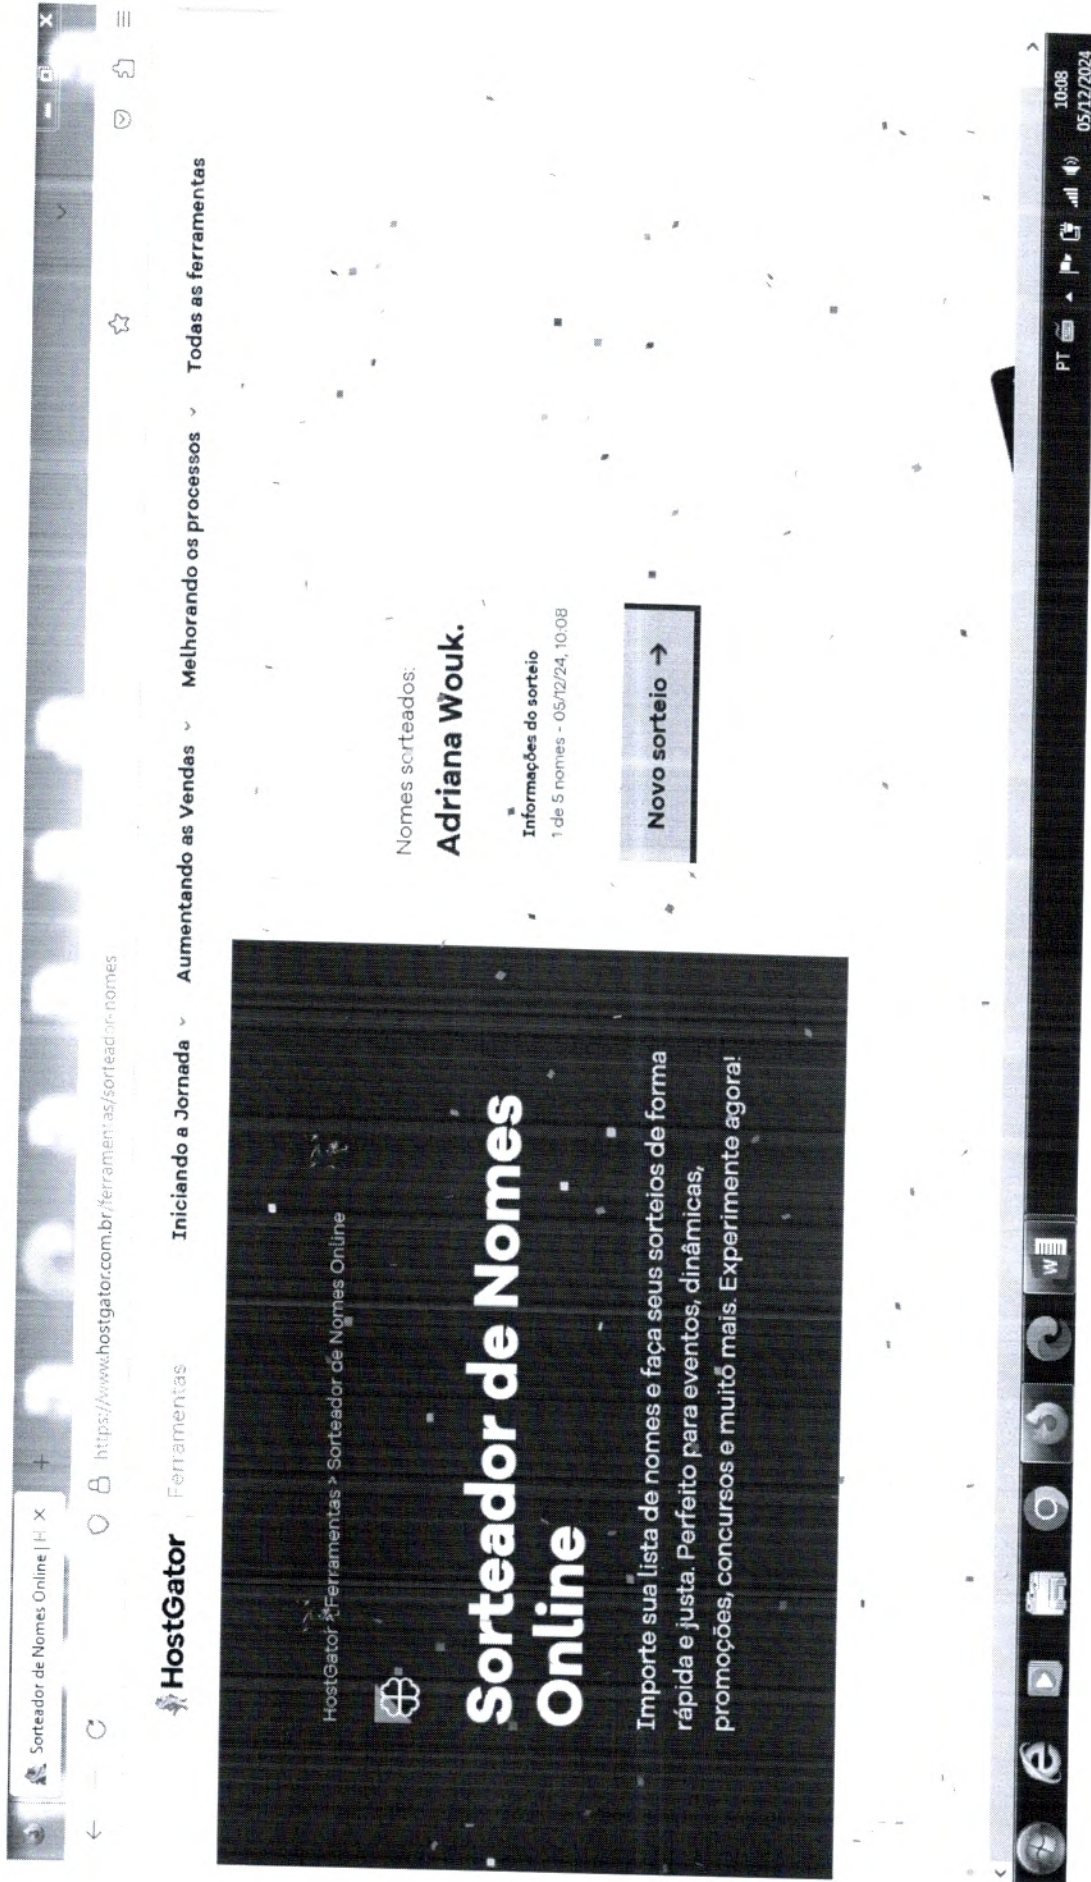 Sorteador de Nomes Online | H
https://www.hostgator.com.br/ferramentas/sorteador-nomes
HostGator Ferramentas Iniciando a Jornada Aumentando as Vendas Melhorando os processos Todas as ferramentas
HostGator > Ferramentas > Sorteador de Nomes Online
Sorteador de Nomes
Online
Importe sua lista de nomes e faça seus sorteios de forma
rápida e justa. Perfeito para eventos, dinâmicas,
promoções, concursos e muito mais. Experimente agora!
Nomes sorteados:
Adriana Wouk.
Informações do sorteio
1 de 5 nomes - 05/12/24, 10:08
Novo sorteio →
PT
10:08
05/12/2024